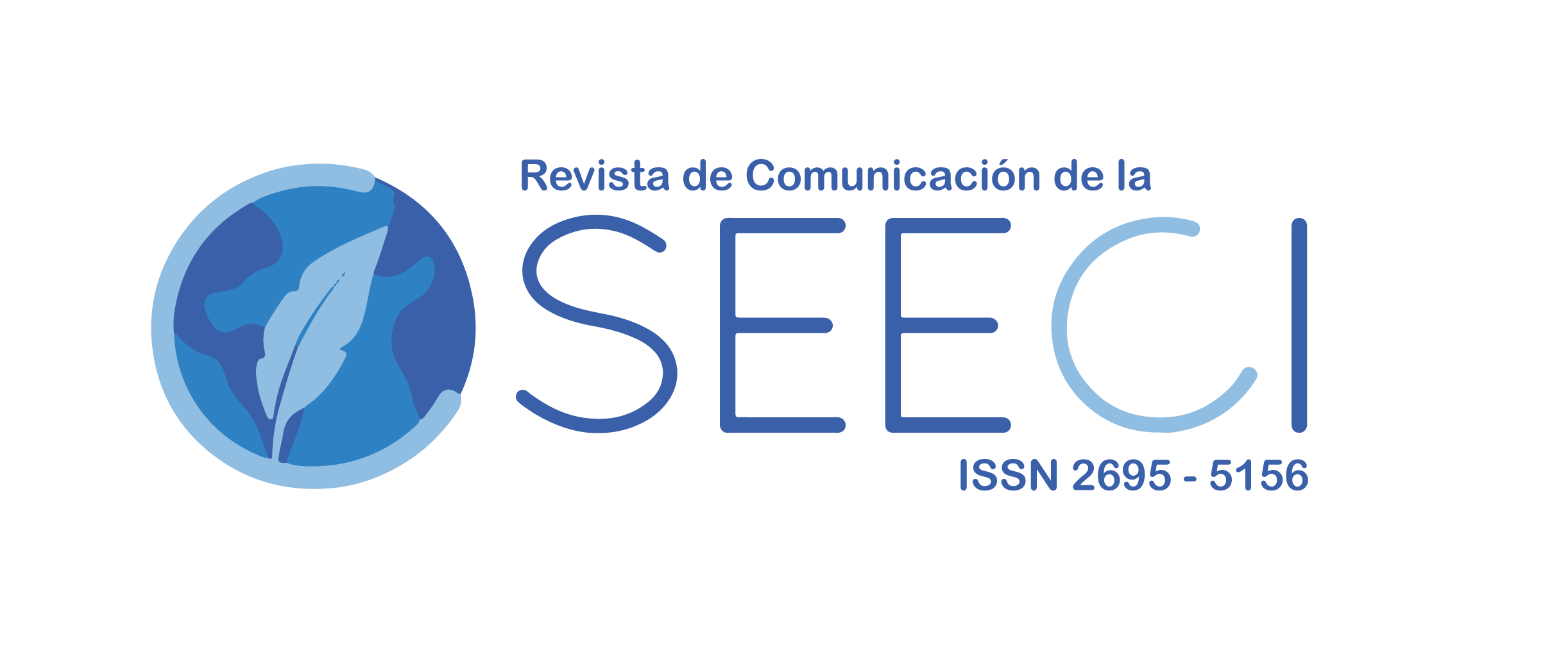 Revista de Comunicación de la
SEECI
ISSN 2695 - 5156